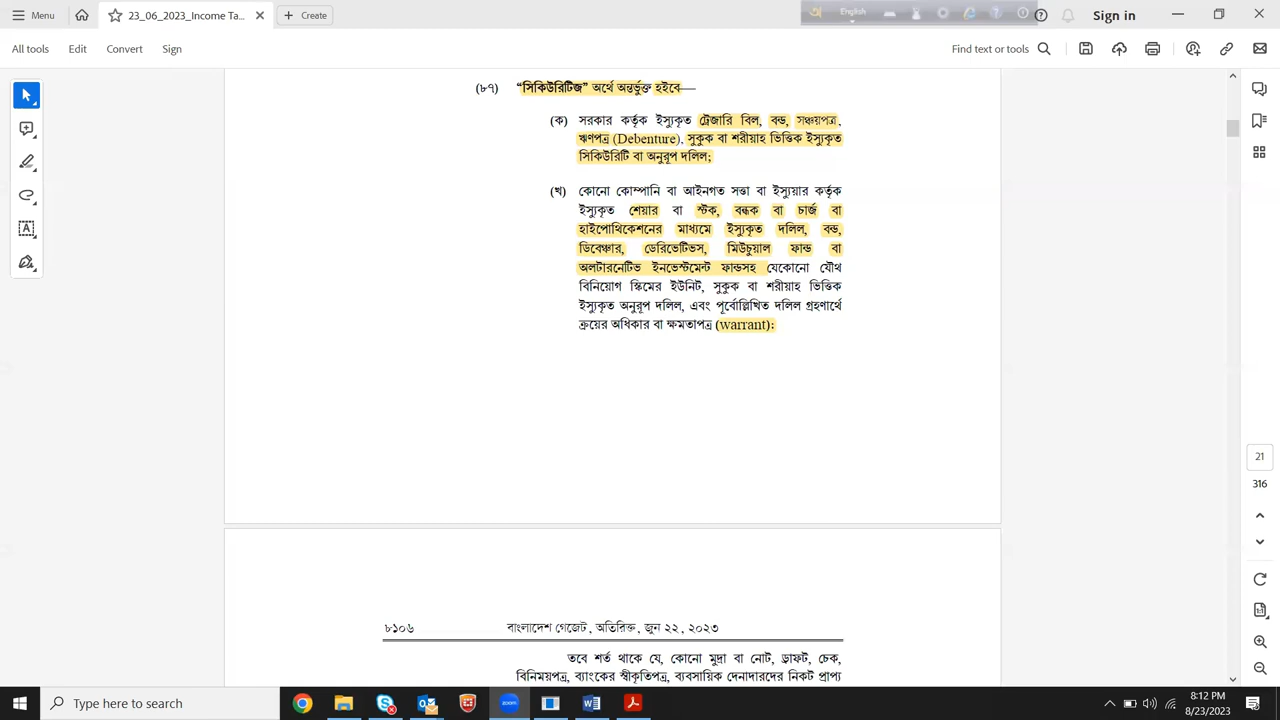 Menu
23_06_2023_Income Ta...
Create
English
Sign in
All tools
Edit
Convert
Sign
Find text or tools
(৮৭) “সিকিউরিটিজ” অর্থে অন্তর্ভুক্ত হইবে—
(ক) সরকার কর্তৃক ইস্যুকৃত ট্রেজারি বিল, বন্ড, সঞ্চয়পত্র,
ঋণপত্র (Debenture), সুকুক বা শরীয়াহ ভিত্তিক ইস্যুকৃত
সিকিউরিটি বা অনুরূপ দলিল;
(খ) কোনো কোম্পানি বা আইনগত সত্তা বা ইস্যুয়ার কর্তৃক
ইস্যুকৃত শেয়ার বা স্টক, বন্ধক বা চার্জ বা
হাইপোথিকেশনের মাধ্যমে ইস্যুকৃত দলিল, বন্ড,
ডিবেঞ্চার, ডেরিভেটিভস, মিউচুয়াল ফান্ড বা
অলটারনেটিভ ইনভেস্টমেন্ট ফান্ডসহ যেকোনো যৌথ
বিনিয়োগ স্কিমের ইউনিট, সুকুক বা শরীয়াহ ভিত্তিক
ইস্যুকৃত অনুরূপ দলিল, এবং পূর্বোল্লিখিত দলিল গ্রহণার্থে
ক্রয়ের অধিকার বা ক্ষমতাপত্র (warrant);
21
316
৮১০৬ বাংলাদেশ গেজেট, অতিরিক্ত, জুন ২২, ২০২৩
তবে শর্ত থাকে যে, কোনো মুদ্রা বা নোট, ড্রাফট, চেক,
বিনিময়পত্র, ব্যাংকের স্বীকৃতিপত্র, ব্যবসায়িক দেনাদারদের নিকট প্রাপ্য
Type here to search
zoom
8:12 PM
8/23/2023